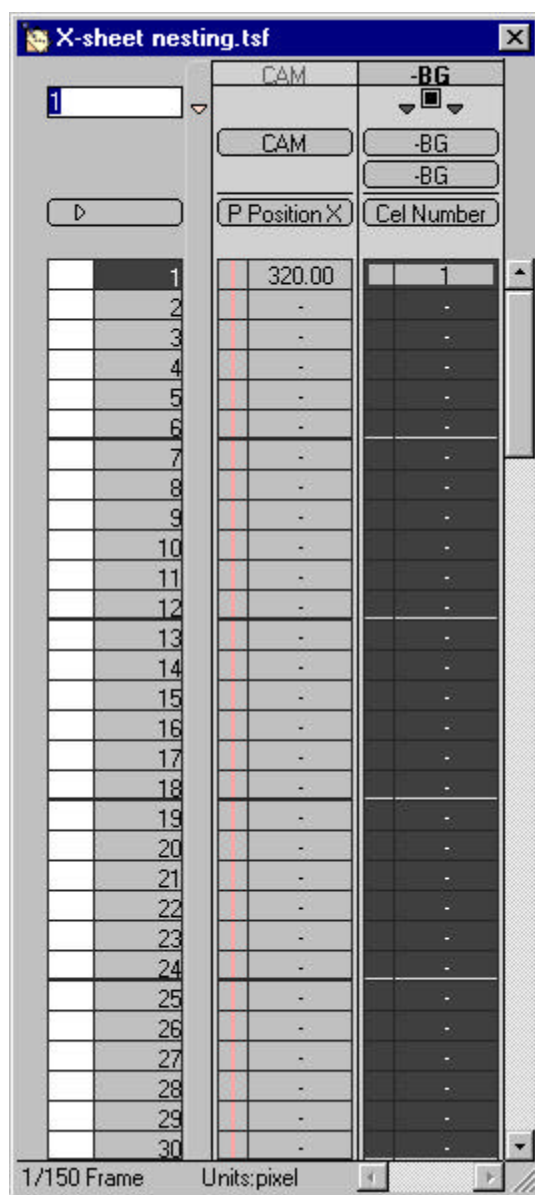 X-sheet nesting.tsf
CAM -BG
1
CAM -BG
-BG
P Position X Cel Number
1 320.00 1
2 - -
3 - -
4 - -
5 - -
6 - -
7 - -
8 - -
9 - -
10 - -
11 - -
12 - -
13 - -
14 - -
15 - -
16 - -
17 - -
18 - -
19 - -
20 - -
21 - -
22 - -
23 - -
24 - -
25 - -
26 - -
27 - -
28 - -
29 - -
30 - -
1/150 Frame Units:pixel